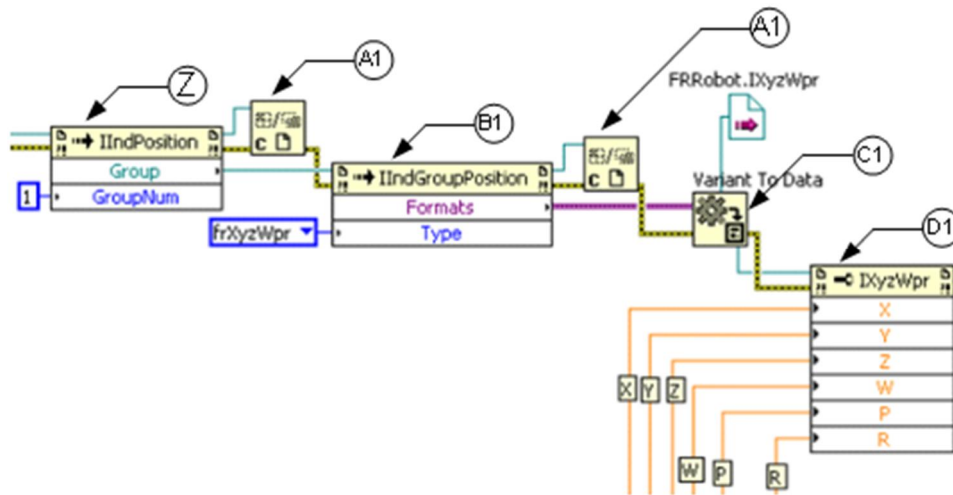 A1
A1
Z
FRRobot.IXyzWpr
B1
IIndPosition
C1
Group
IIndGroupPosition
Variant To Data
1
GroupNum
Formats
frXyzWpr
Type
D1
IXyzWpr
X
Y
Z
W
P
R
X
Y
Z
W
P
R